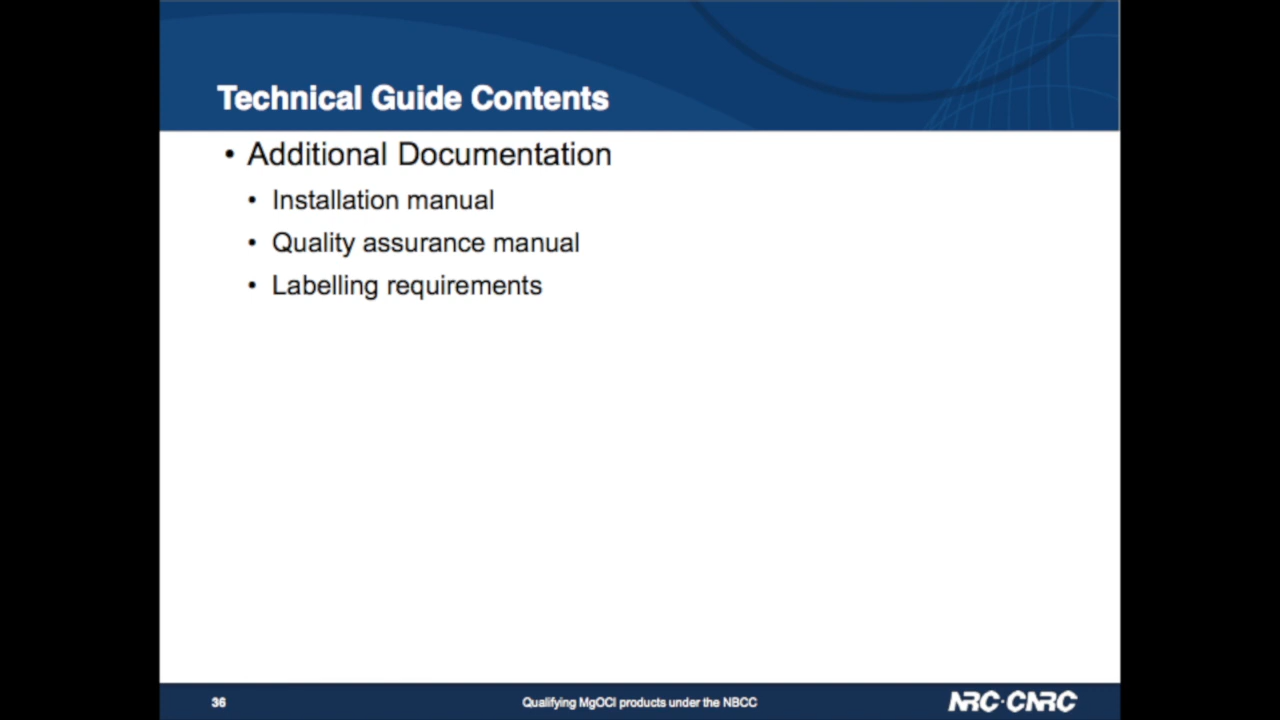 Technical Guide Contents
• Additional Documentation
• Installation manual
• Quality assurance manual
• Labelling requirements
36
Qualifying MgOCl products under the NBCC
NRC·CNRC